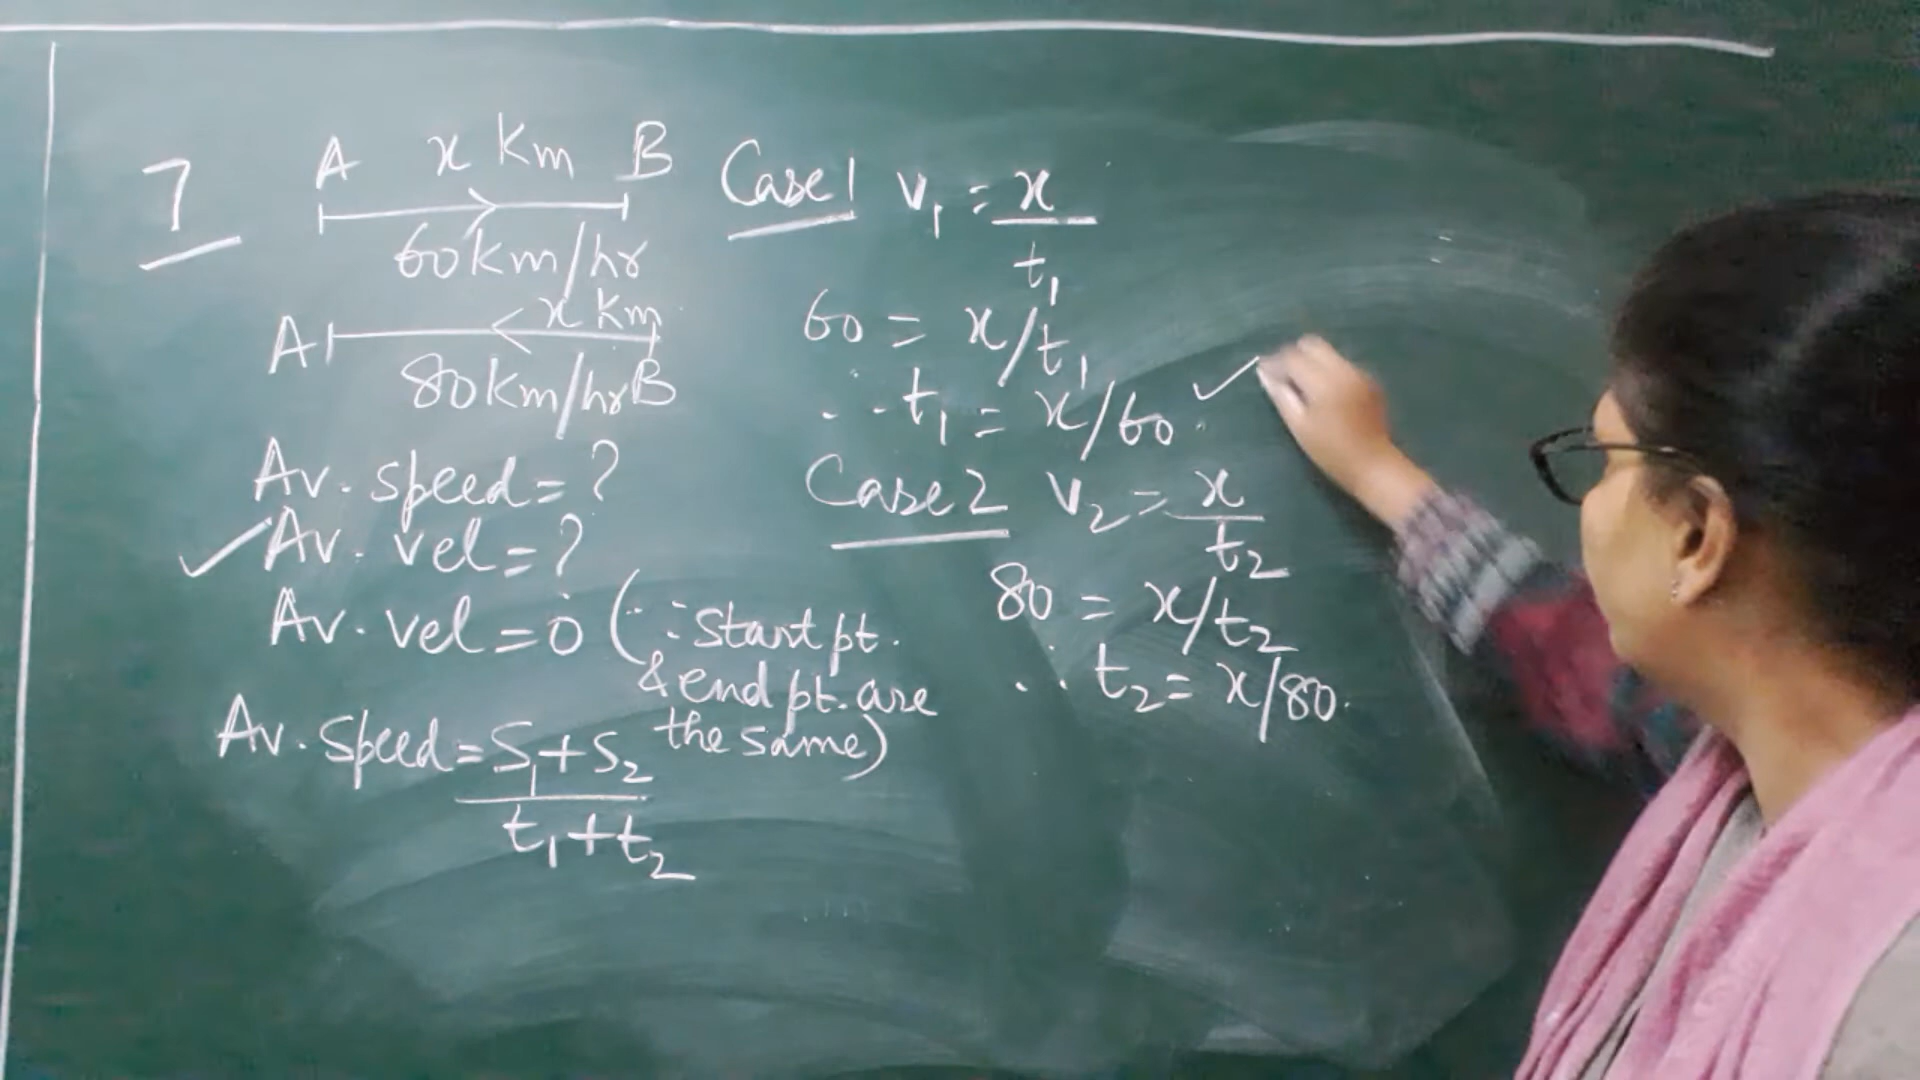 7
A x Km B
60 Km/hr
x Km
A
80 Km/hr B
Av. speed = ?
✓ Av. vel = ?
Av. vel = 0 (∵ start pt.
& end pt. are
the same)
Av. speed = S₁ + S₂
t₁ + t₂
Case 1 v₁ = x
t₁
60 = x/t₁
∴ t₁ = x/60 ✓
Case 2 v₂ = x
t₂
80 = x/t₂
∴ t₂ = x/80.